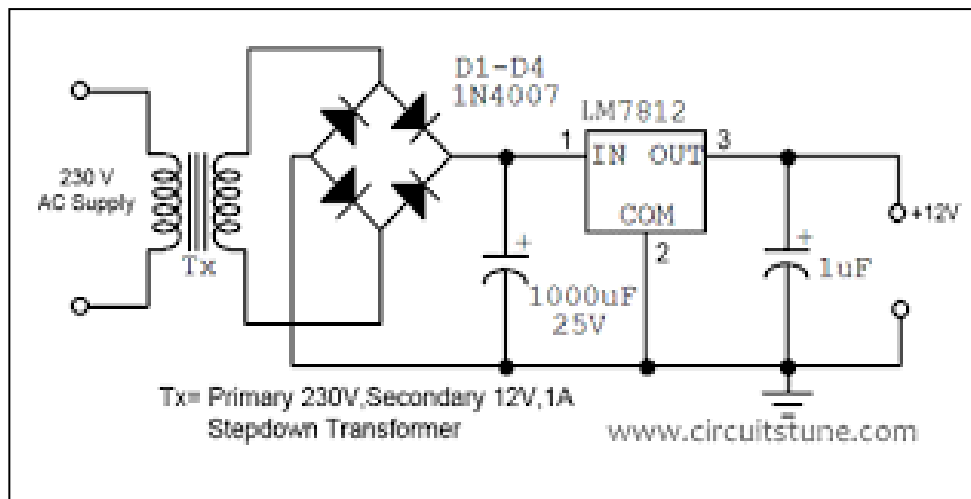 D1-D4
1N4007
LM7812
1
IN OUT
3
COM
2
230 V
AC Supply
Tx
+
1000uF
25V
+
1uF
+12V
Tx= Primary 230V,Secondary 12V,1A
Stepdown Transformer
www.circuitstune.com